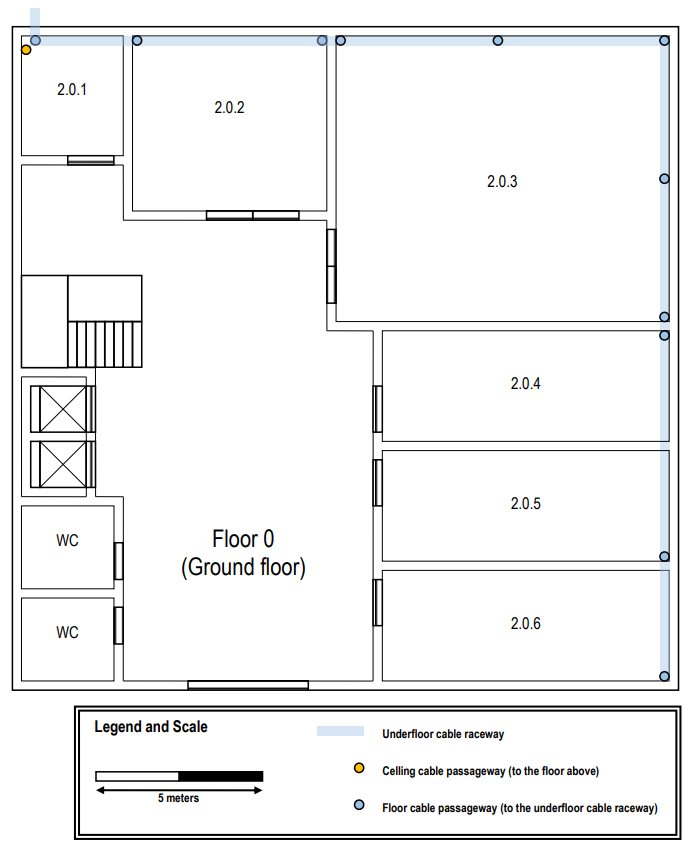 2.0.1
2.0.2
2.0.3
2.0.4
2.0.5
2.0.6
WC
WC
Floor 0
(Ground floor)
Legend and Scale
5 meters
Underfloor cable raceway
Celling cable passageway (to the floor above)
Floor cable passageway (to the underfloor cable raceway)